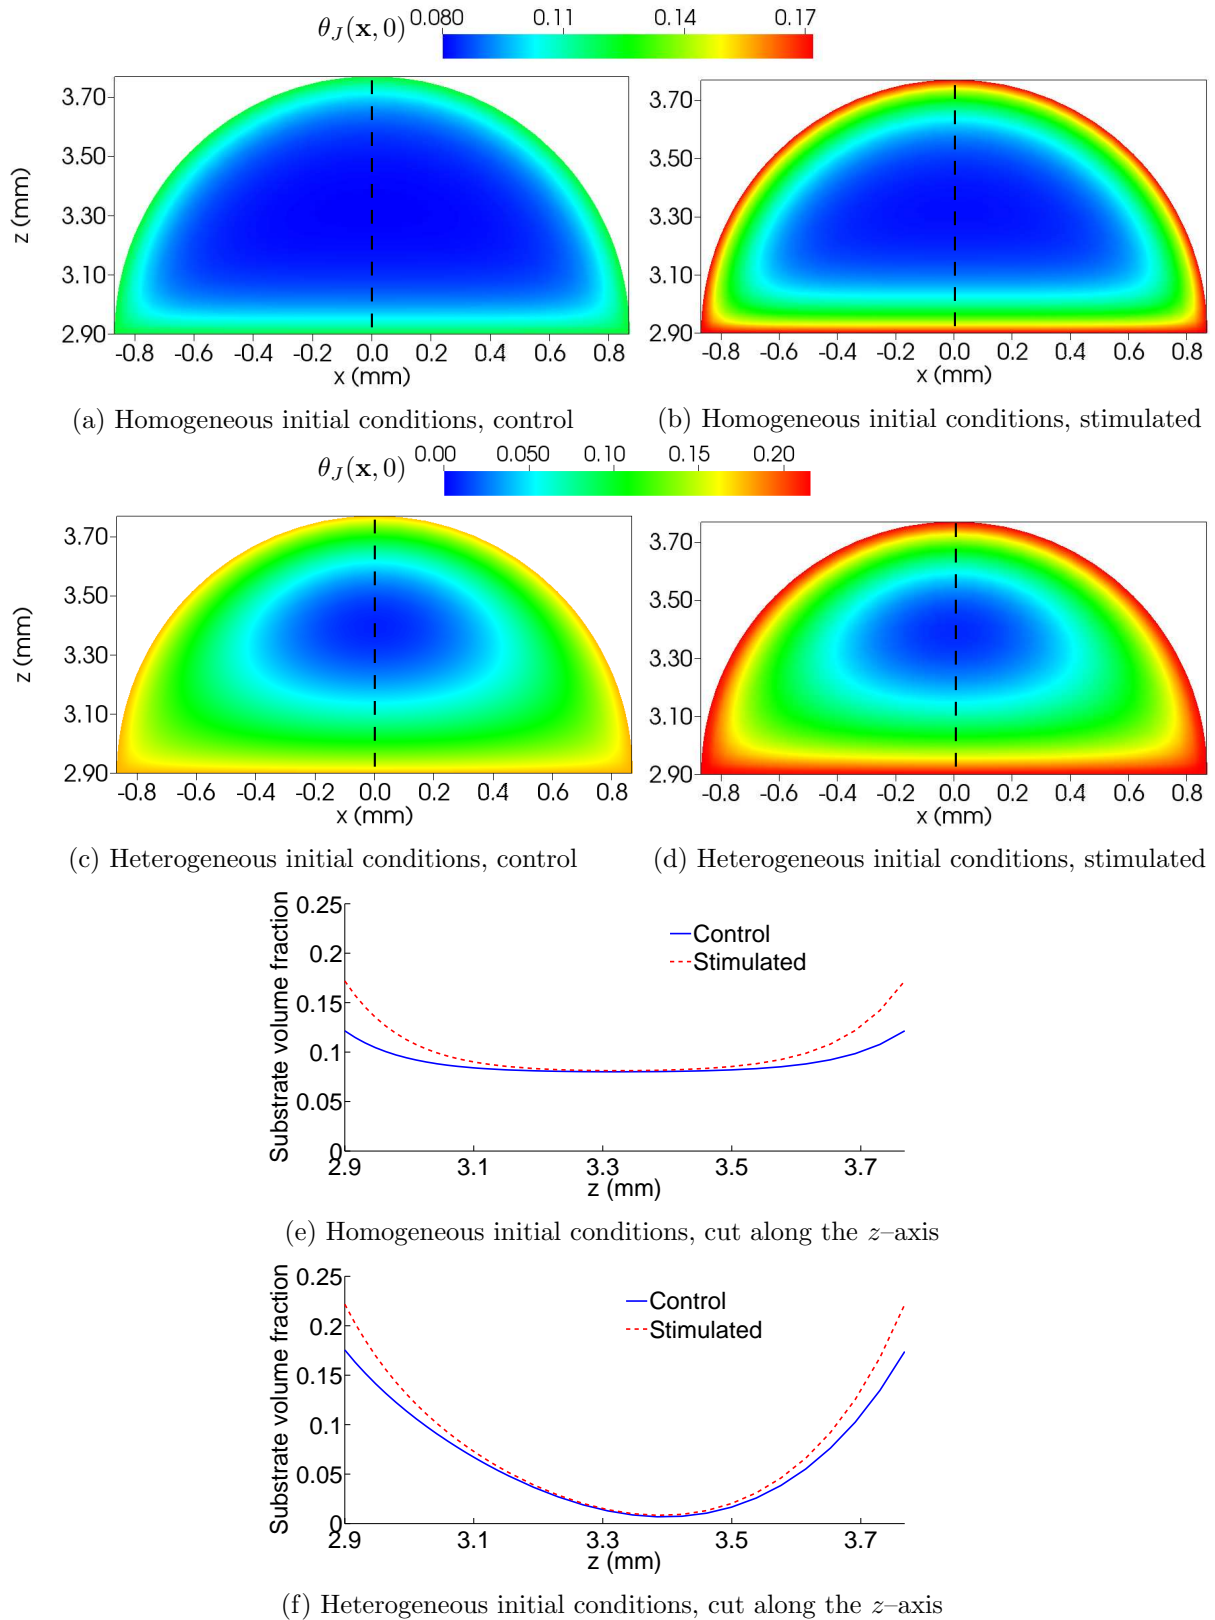 θ_J(x, 0) 0.080 0.11 0.14 0.17
z (mm)
3.70
3.50
3.30
3.10
2.90
-0.8 -0.6 -0.4 -0.2 0.0 0.2 0.4 0.6 0.8
x (mm)
3.70
3.50
3.30
3.10
2.90
-0.8 -0.6 -0.4 -0.2 0.0 0.2 0.4 0.6 0.8
x (mm)
(a) Homogeneous initial conditions, control
(b) Homogeneous initial conditions, stimulated
θ_J(x, 0) 0.00 0.050 0.10 0.15 0.20
z (mm)
3.70
3.50
3.30
3.10
2.90
-0.8 -0.6 -0.4 -0.2 0.0 0.2 0.4 0.6 0.8
x (mm)
3.70
3.50
3.30
3.10
2.90
-0.8 -0.6 -0.4 -0.2 0.0 0.2 0.4 0.6 0.8
x (mm)
(c) Heterogeneous initial conditions, control
(d) Heterogeneous initial conditions, stimulated
Substrate volume fraction
0.25
0.2
0.15
0.1
0.05
0
2.9 3.1 3.3 3.5 3.7
z (mm)
Control
Stimulated
(e) Homogeneous initial conditions, cut along the z–axis
Substrate volume fraction
0.25
0.2
0.15
0.1
0.05
0
2.9 3.1 3.3 3.5 3.7
z (mm)
Control
Stimulated
(f) Heterogeneous initial conditions, cut along the z–axis